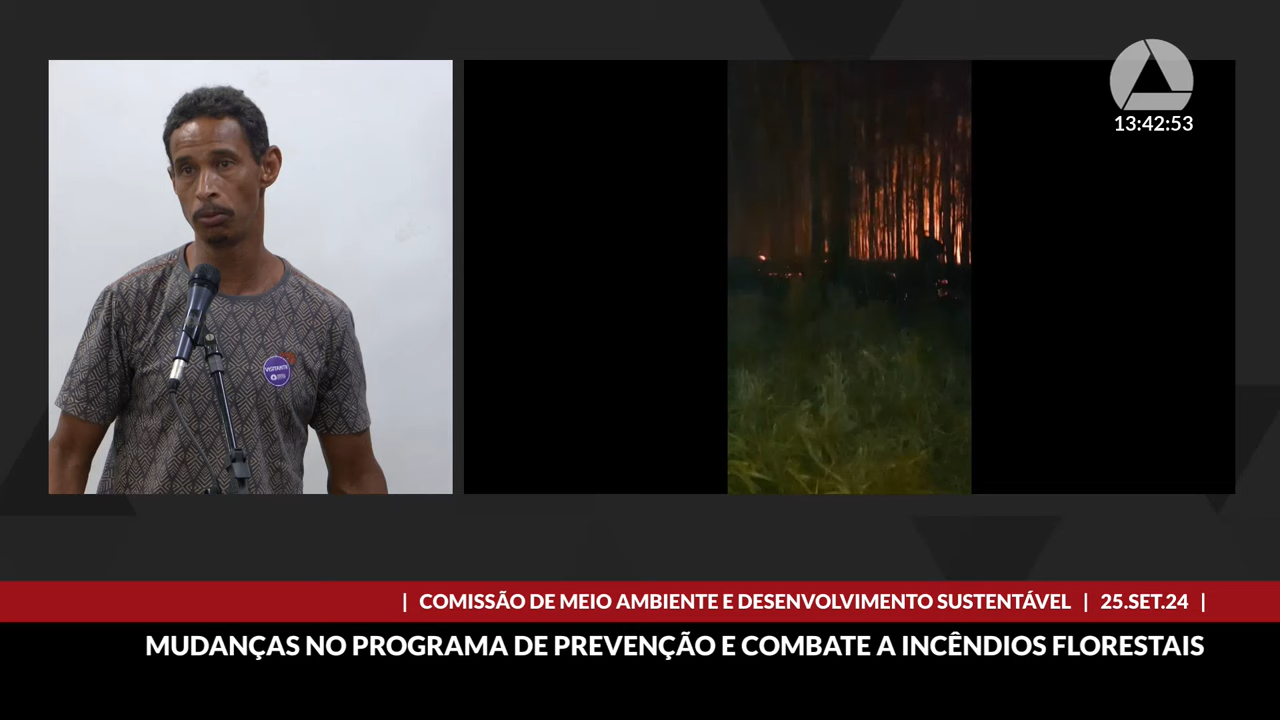 13:42:53
VISITANTE
| COMISSÃO DE MEIO AMBIENTE E DESENVOLVIMENTO SUSTENTÁVEL | 25.SET.24 |
MUDANÇAS NO PROGRAMA DE PREVENÇÃO E COMBATE A INCÊNDIOS FLORESTAIS